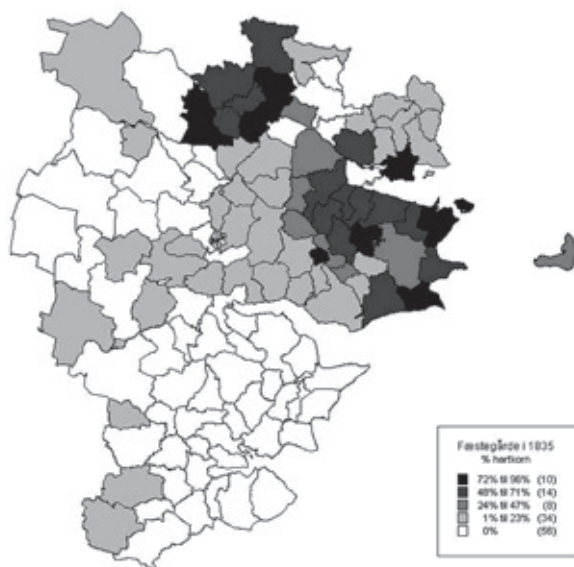 Fæstegårde i 1835
% hartkorn
72% til 98% (10)
48% til 71% (14)
24% til 47% (8)
1% til 23% (34)
0% (56)